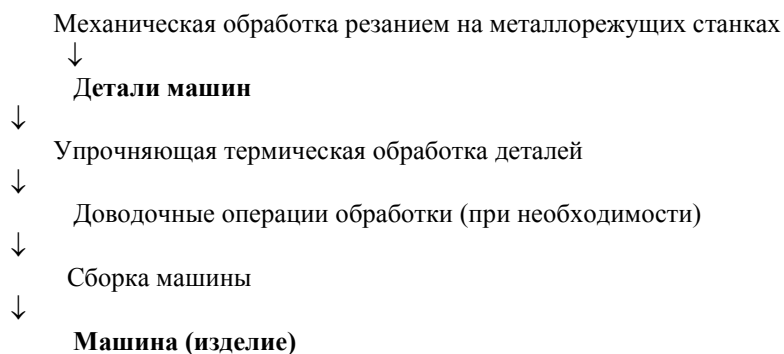 Механическая обработка резанием на металлорежущих станках
↓
Детали машин
↓
Упрочняющая термическая обработка деталей
↓
Доводочные операции обработки (при необходимости)
↓
Сборка машины
↓
Машина (изделие)